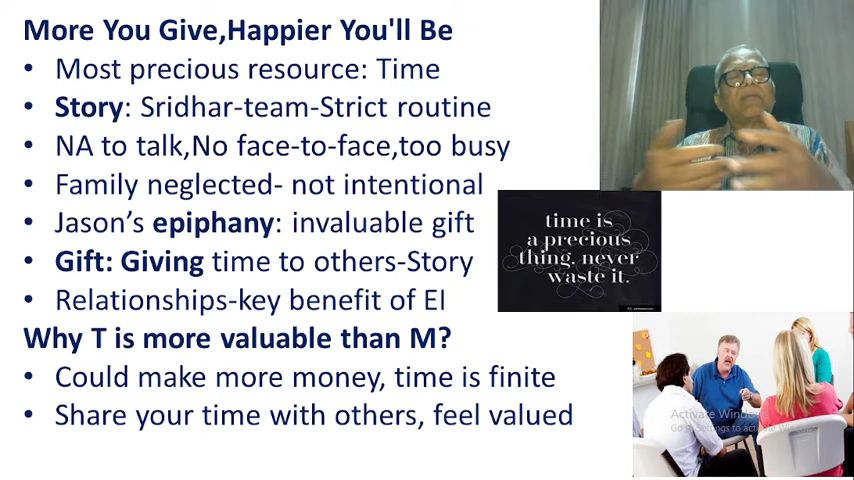 More You Give,Happier You'll Be
• Most precious resource: Time
• Story: Sridhar-team-Strict routine
• NA to talk,No face-to-face,too busy
• Family neglected- not intentional
• Jason's epiphany: invaluable gift
• Gift: Giving time to others-Story
• Relationships-key benefit of EI
Why T is more valuable than M?
• Could make more money, time is finite
• Share your time with others, feel valued
time is
a precious
thing. never
waste it.
Activate Windo